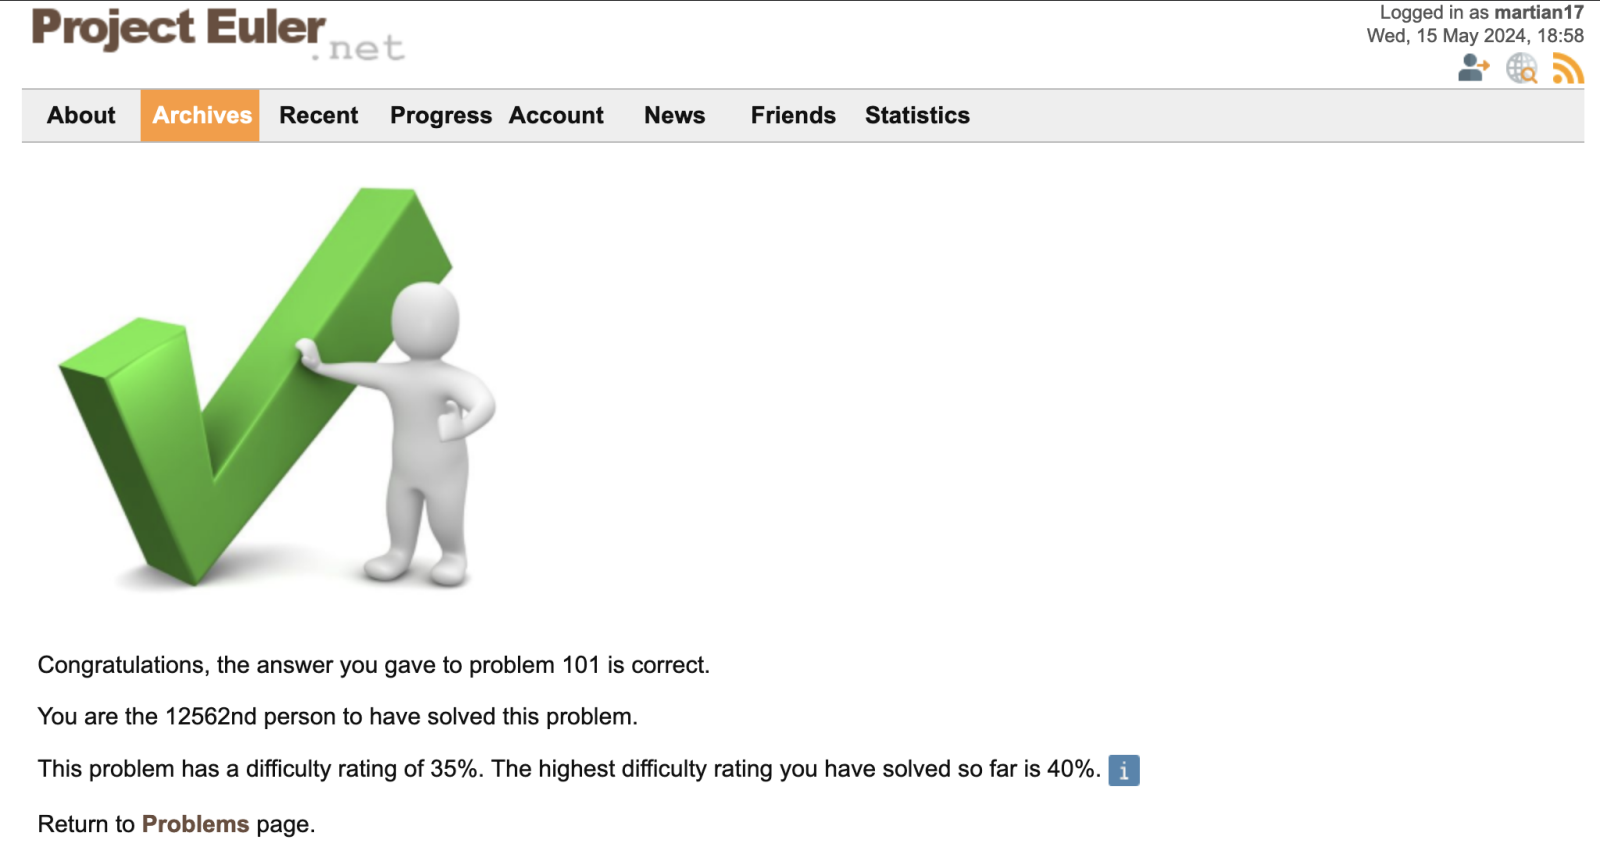 Project Euler
.net
Logged in as martian17
Wed, 15 May 2024, 18:58
About Archives Recent Progress Account News Friends Statistics
Congratulations, the answer you gave to problem 101 is correct.
You are the 12562nd person to have solved this problem.
This problem has a difficulty rating of 35%. The highest difficulty rating you have solved so far is 40%. i
Return to Problems page.